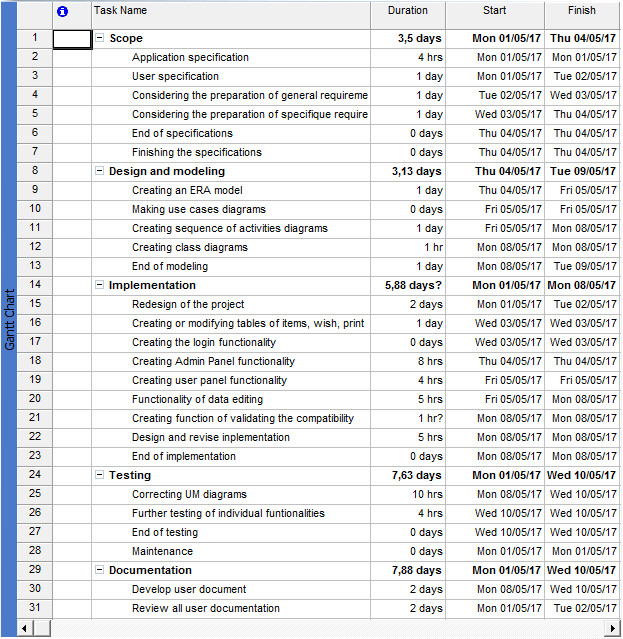 Task Name Duration Start Finish
1 Scope 3,5 days Mon 01/05/17 Thu 04/05/17
2 Application specification 4 hrs Mon 01/05/17 Mon 01/05/17
3 User specification 1 day Mon 01/05/17 Tue 02/05/17
4 Considering the preparation of general requireme 1 day Tue 02/05/17 Wed 03/05/17
5 Considering the preparation of specifique require 1 day Wed 03/05/17 Thu 04/05/17
6 End of specifications 0 days Thu 04/05/17 Thu 04/05/17
7 Finishing the specifications 0 days Thu 04/05/17 Thu 04/05/17
8 Design and modeling 3,13 days Thu 04/05/17 Tue 09/05/17
9 Creating an ERA model 1 day Thu 04/05/17 Fri 05/05/17
10 Making use cases diagrams 0 days Fri 05/05/17 Fri 05/05/17
11 Creating sequence of activities diagrams 1 day Fri 05/05/17 Mon 08/05/17
12 Creating class diagrams 1 hr Mon 08/05/17 Mon 08/05/17
13 End of modeling 1 day Mon 08/05/17 Tue 09/05/17
14 Implementation 5,88 days? Mon 01/05/17 Mon 08/05/17
15 Redesign of the project 2 days Mon 01/05/17 Tue 02/05/17
16 Creating or modifying tables of items, wish, print 1 day Wed 03/05/17 Wed 03/05/17
17 Creating the login functionality 0 days Wed 03/05/17 Wed 03/05/17
18 Creating Admin Panel functionality 8 hrs Thu 04/05/17 Thu 04/05/17
19 Creating user panel functionality 4 hrs Fri 05/05/17 Fri 05/05/17
20 Functionality of data editing 5 hrs Fri 05/05/17 Mon 08/05/17
21 Creating function of validating the compatibility 1 hr? Mon 08/05/17 Mon 08/05/17
22 Design and revise inplementation 5 hrs Mon 08/05/17 Mon 08/05/17
23 End of implementation 0 days Mon 08/05/17 Mon 08/05/17
24 Testing 7,63 days Mon 01/05/17 Wed 10/05/17
25 Correcting UM diagrams 10 hrs Mon 08/05/17 Wed 10/05/17
26 Further testing of individual funtionalities 4 hrs Wed 10/05/17 Wed 10/05/17
27 End of testing 0 days Wed 10/05/17 Wed 10/05/17
28 Maintenance 0 days Mon 01/05/17 Mon 01/05/17
29 Documentation 7,88 days Mon 01/05/17 Wed 10/05/17
30 Develop user document 2 days Mon 08/05/17 Wed 10/05/17
31 Review all user documentation 2 days Mon 01/05/17 Tue 02/05/17
Gantt Chart